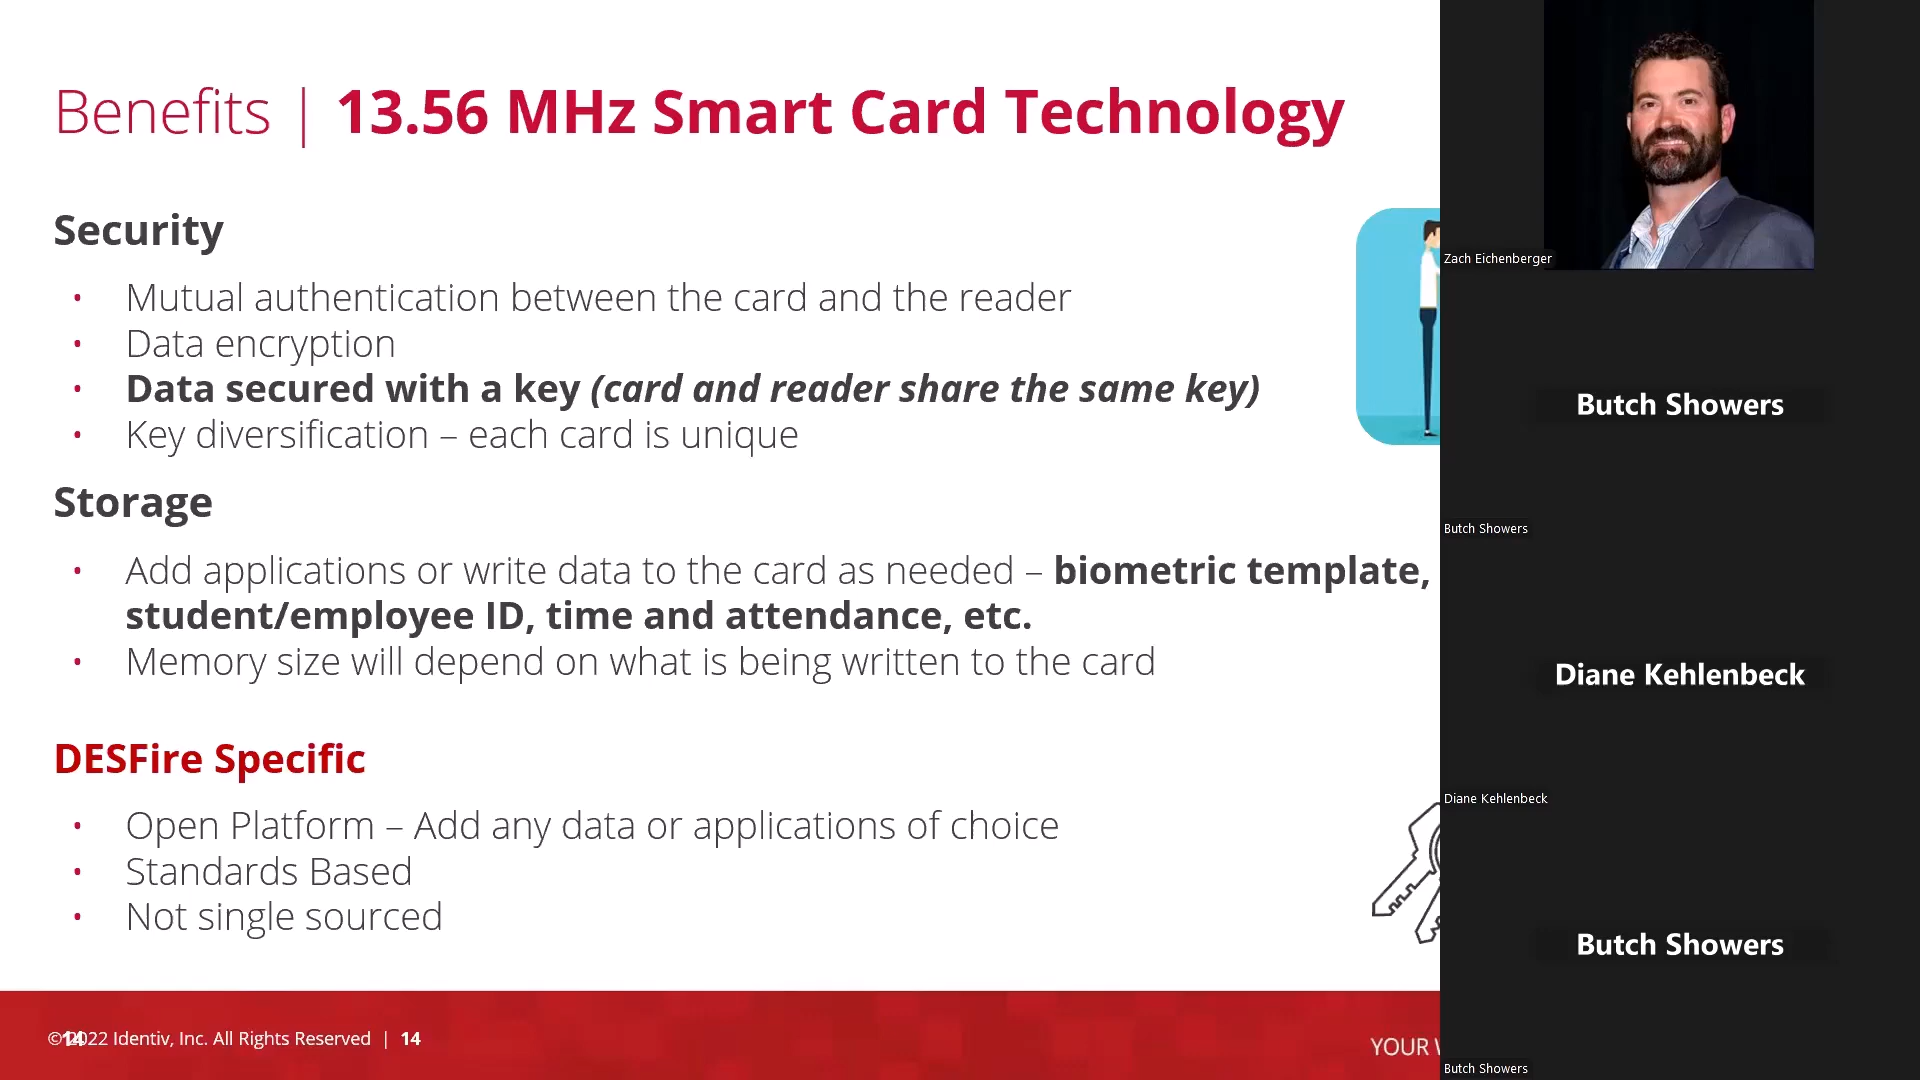 Benefits | 13.56 MHz Smart Card Technology
Security
• Mutual authentication between the card and the reader
• Data encryption
• Data secured with a key (card and reader share the same key)
• Key diversification – each card is unique
Storage
• Add applications or write data to the card as needed – biometric template,
student/employee ID, time and attendance, etc.
• Memory size will depend on what is being written to the card
DESFire Specific
• Open Platform – Add any data or applications of choice
• Standards Based
• Not single sourced
©2022 Identiv, Inc. All Rights Reserved | 14
14
YOUR
Zach Eichenberger
Butch Showers
Butch Showers
Diane Kehlenbeck
Diane Kehlenbeck
Butch Showers
Butch Showers